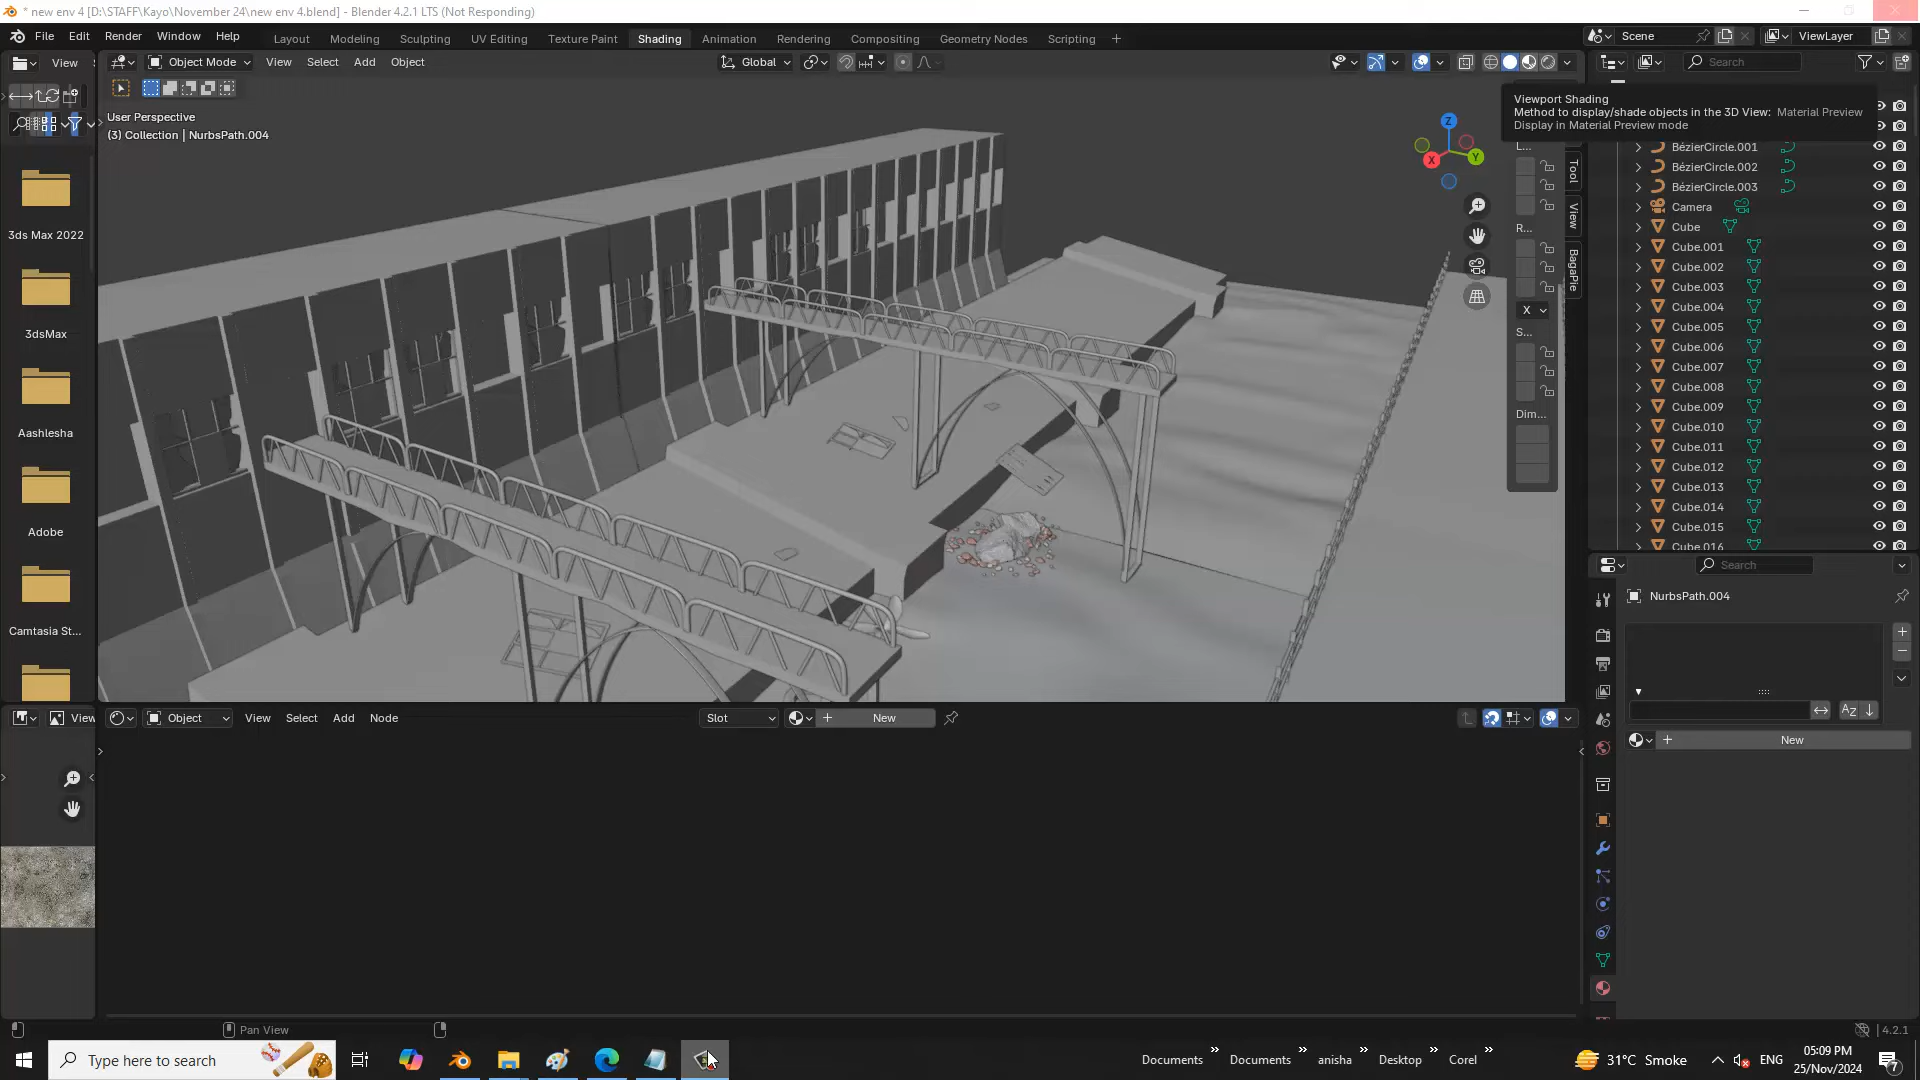 * new env 4 [D:\STAFF\Kayo\November 24\new env 4.blend] - Blender 4.2.1 LTS (Not Responding)
File Edit Render Window Help
Layout Modeling Sculpting UV Editing Texture Paint Shading Animation Rendering Compositing Geometry Nodes Scripting +
Scene
ViewLayer
View
Object Mode View Select Add Object
Global
Search
User Perspective
(3) Collection | NurbsPath.004
Viewport Shading
Method to display/shade objects in the 3D View: Material Preview
Display in Material Preview mode
Z
X
Y
L...
R...
X
S...
Dim...
Tool
View
BagaPie
BézierCircle.001
BézierCircle.002
BézierCircle.003
Camera
Cube
Cube.001
Cube.002
Cube.003
Cube.004
Cube.005
Cube.006
Cube.007
Cube.008
Cube.009
Cube.010
Cube.011
Cube.012
Cube.013
Cube.014
Cube.015
Cube.016
3ds Max 2022
3dsMax
Aashlesha
Adobe
Camtasia St...
Search
NurbsPath.004
New
View
Object View Select Add Node
Slot
New
Pan View
4.2.1
Type here to search
Documents
Documents
anisha
Desktop
Corel
31°C Smoke
ENG
05:09 PM
25/Nov/2024
7